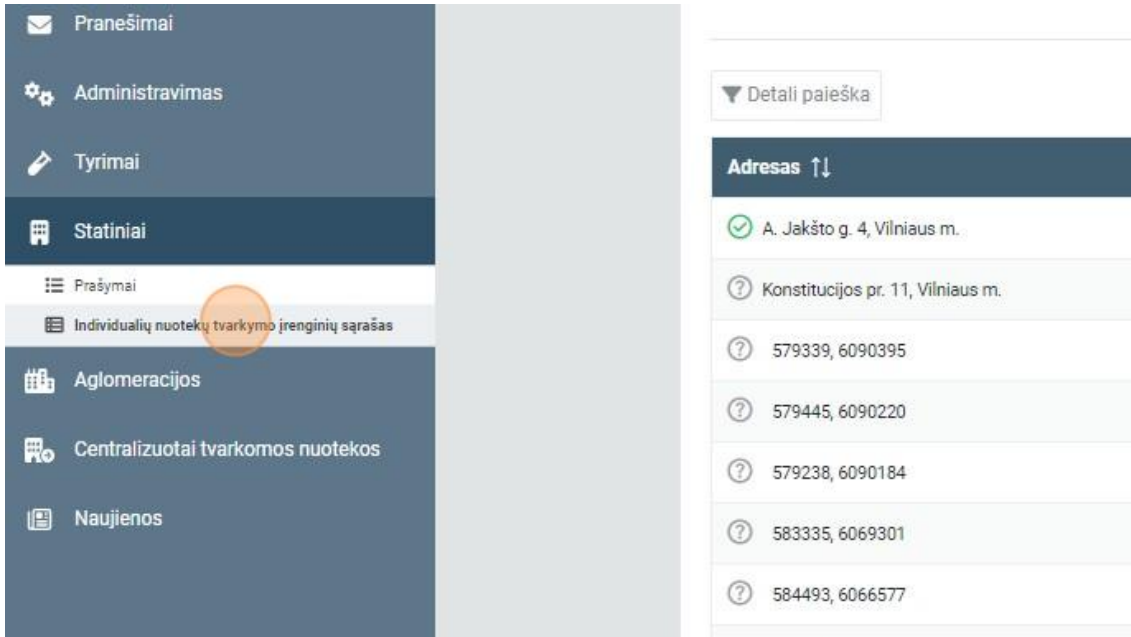 Pranešimai
Administravimas
Tyrimai
Statiniai
Prašymai
Individualių nuotekų tvarkymo įrenginių sąrašas
Aglomeracijos
Centralizuotai tvarkomos nuotekos
Naujienos
Detali paieška
Adresas
A. Jakšto g. 4, Vilniaus m.
Konstitucijos pr. 11, Vilniaus m.
579339, 6090395
579445, 6090220
579238, 6090184
583335, 6069301
584493, 6066577